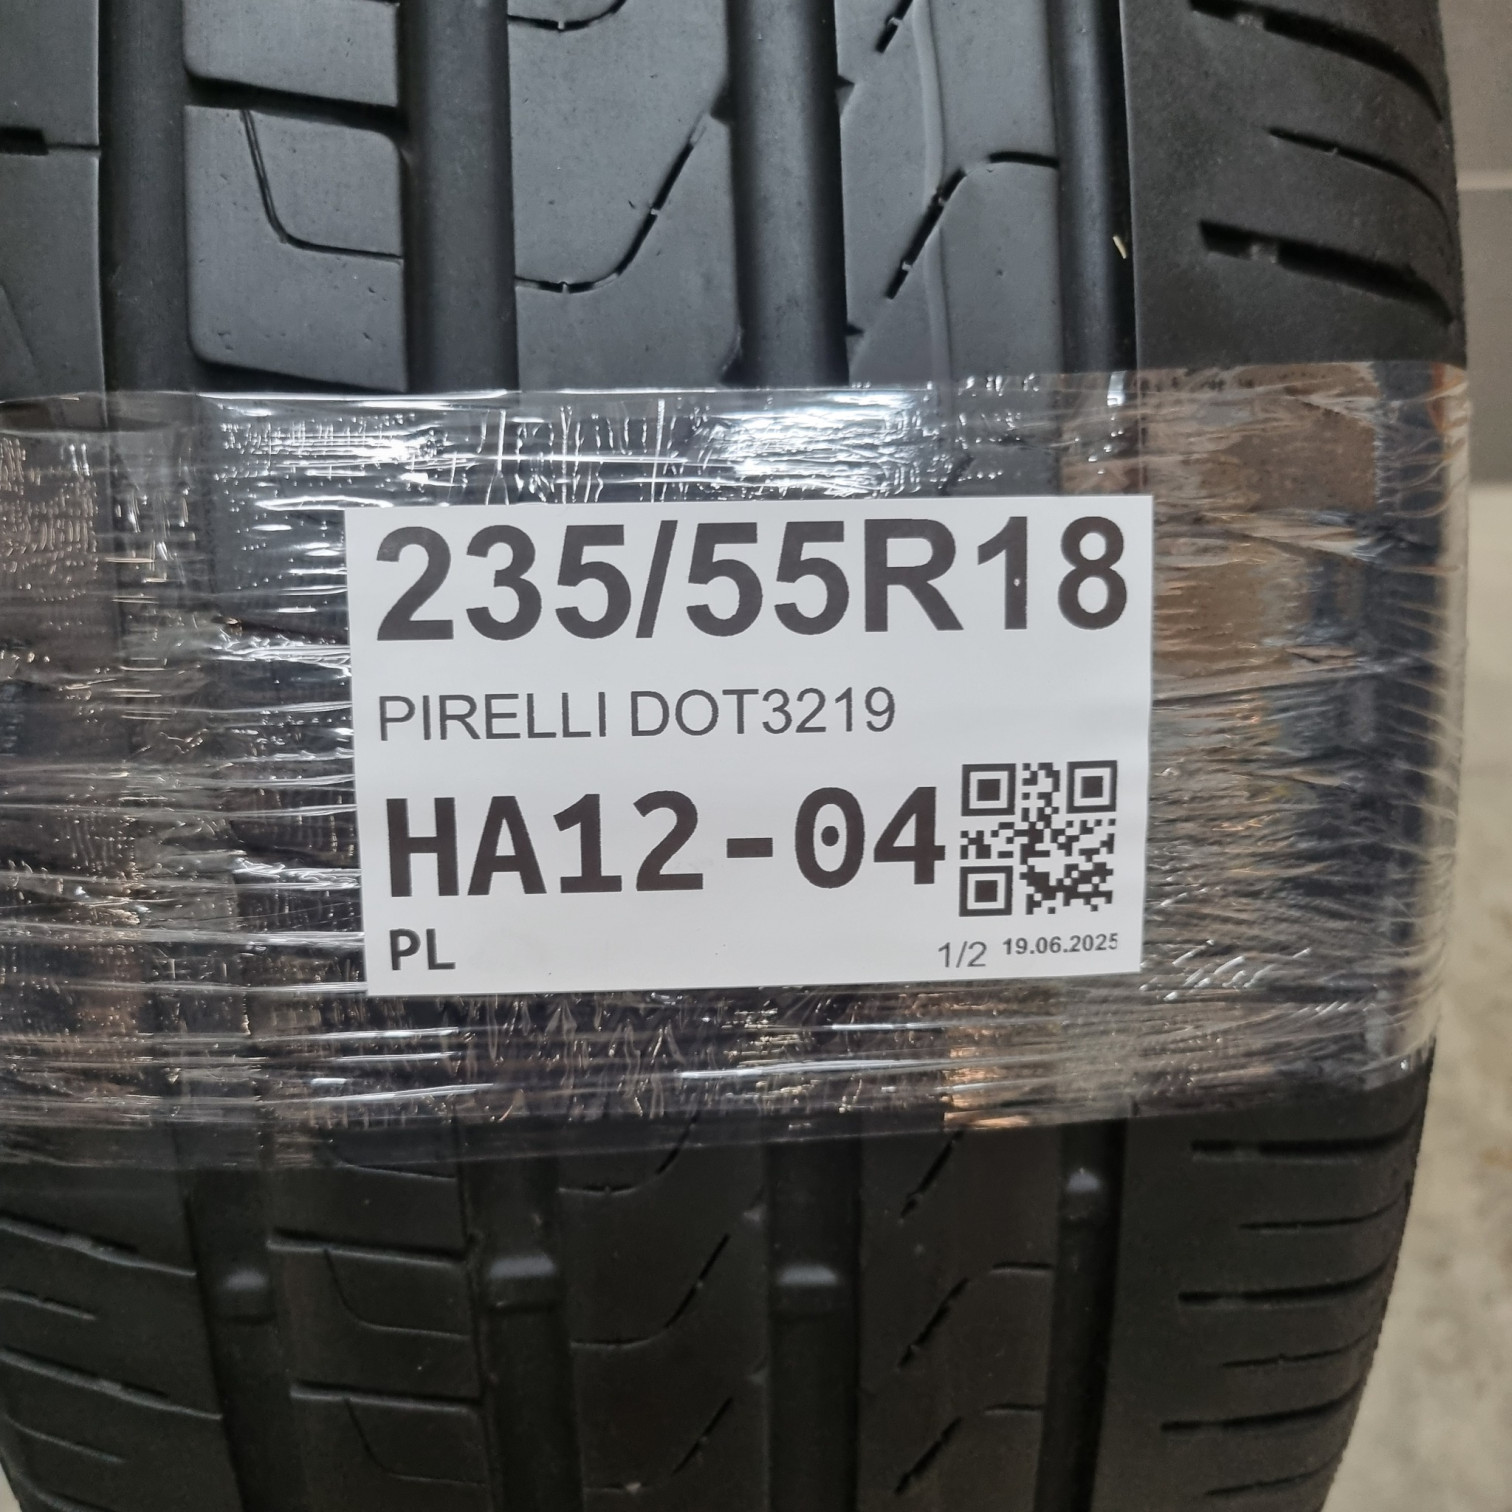 235/55R18
PIRELLI DOT3219
HA12-04
PL 1/2 19.06.2025